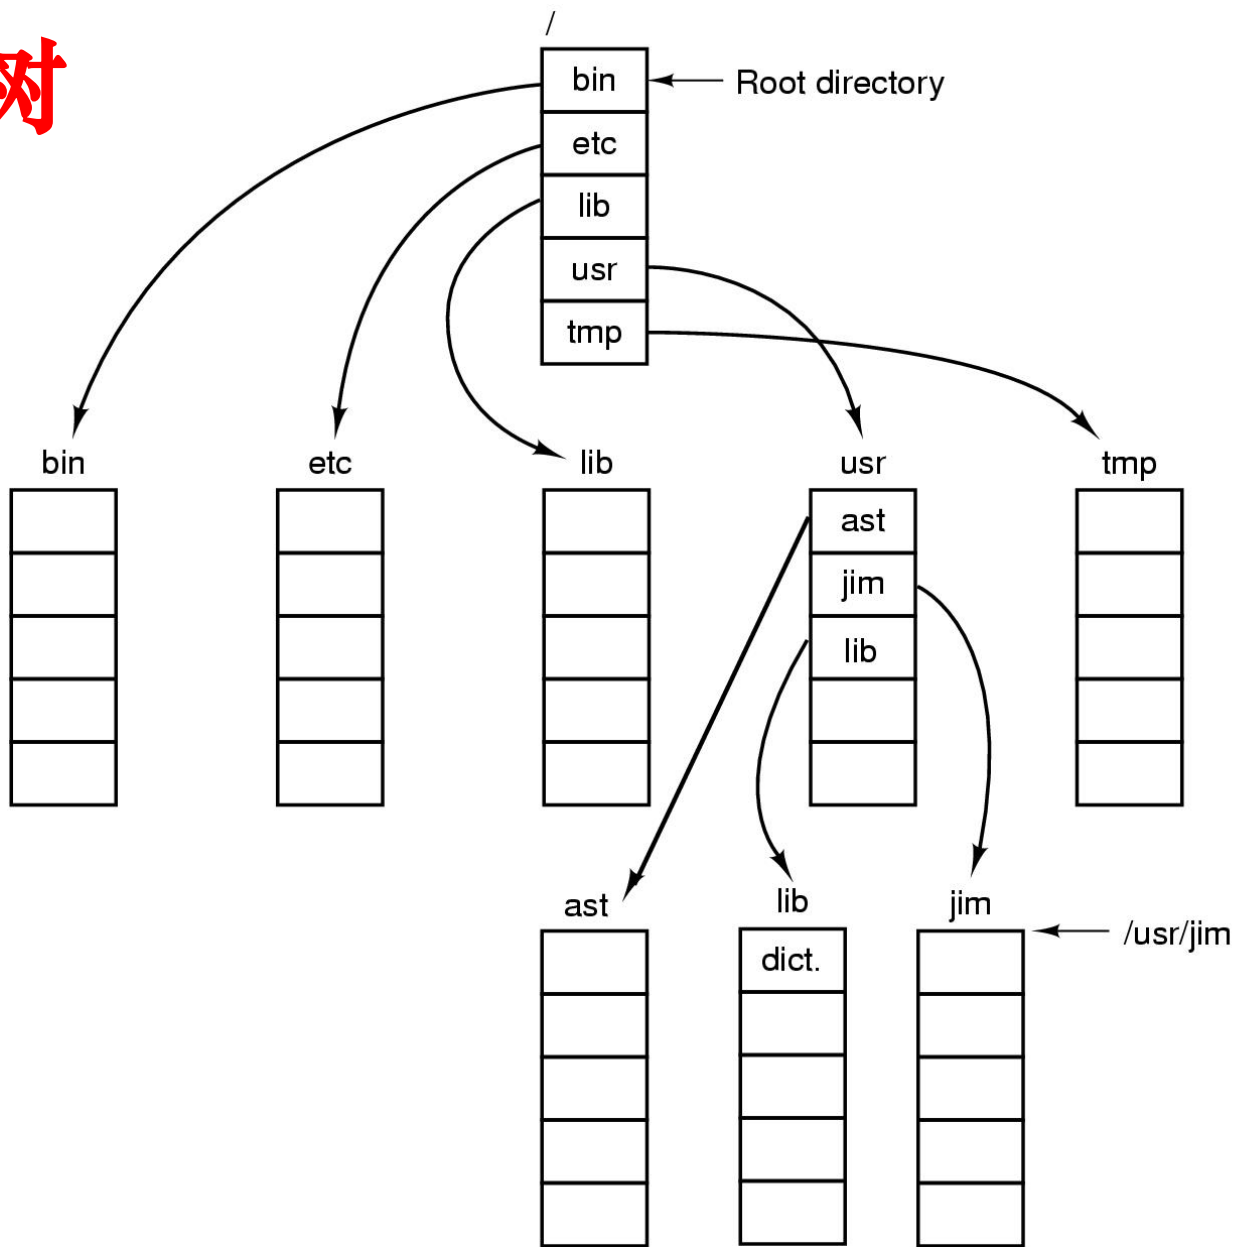 /
树
bin
Root directory
etc
lib
usr
tmp
bin
etc
lib
usr
tmp
ast
jim
lib
ast
lib
jim
/usr/jim
dict.